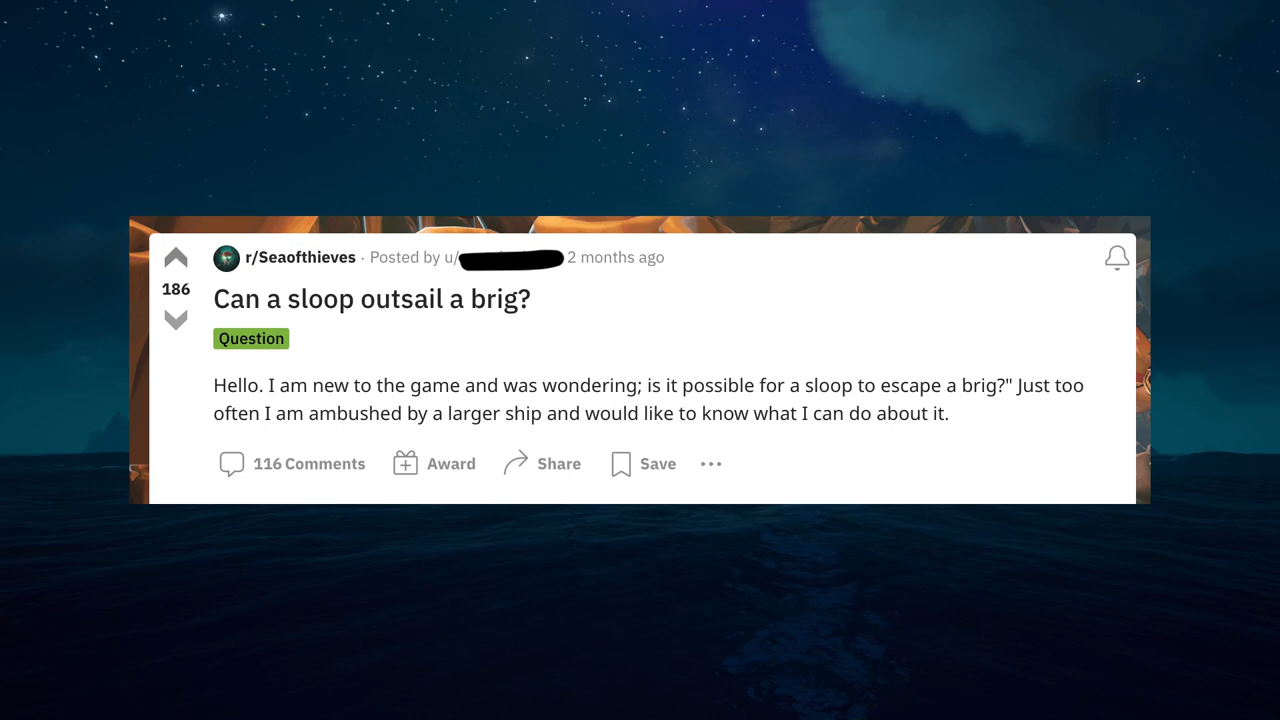 r/Seaofthieves · Posted by u/ 2 months ago
186
Can a sloop outsail a brig?
Question
Hello. I am new to the game and was wondering; is it possible for a sloop to escape a brig?" Just too
often I am ambushed by a larger ship and would like to know what I can do about it.
116 Comments Award Share Save